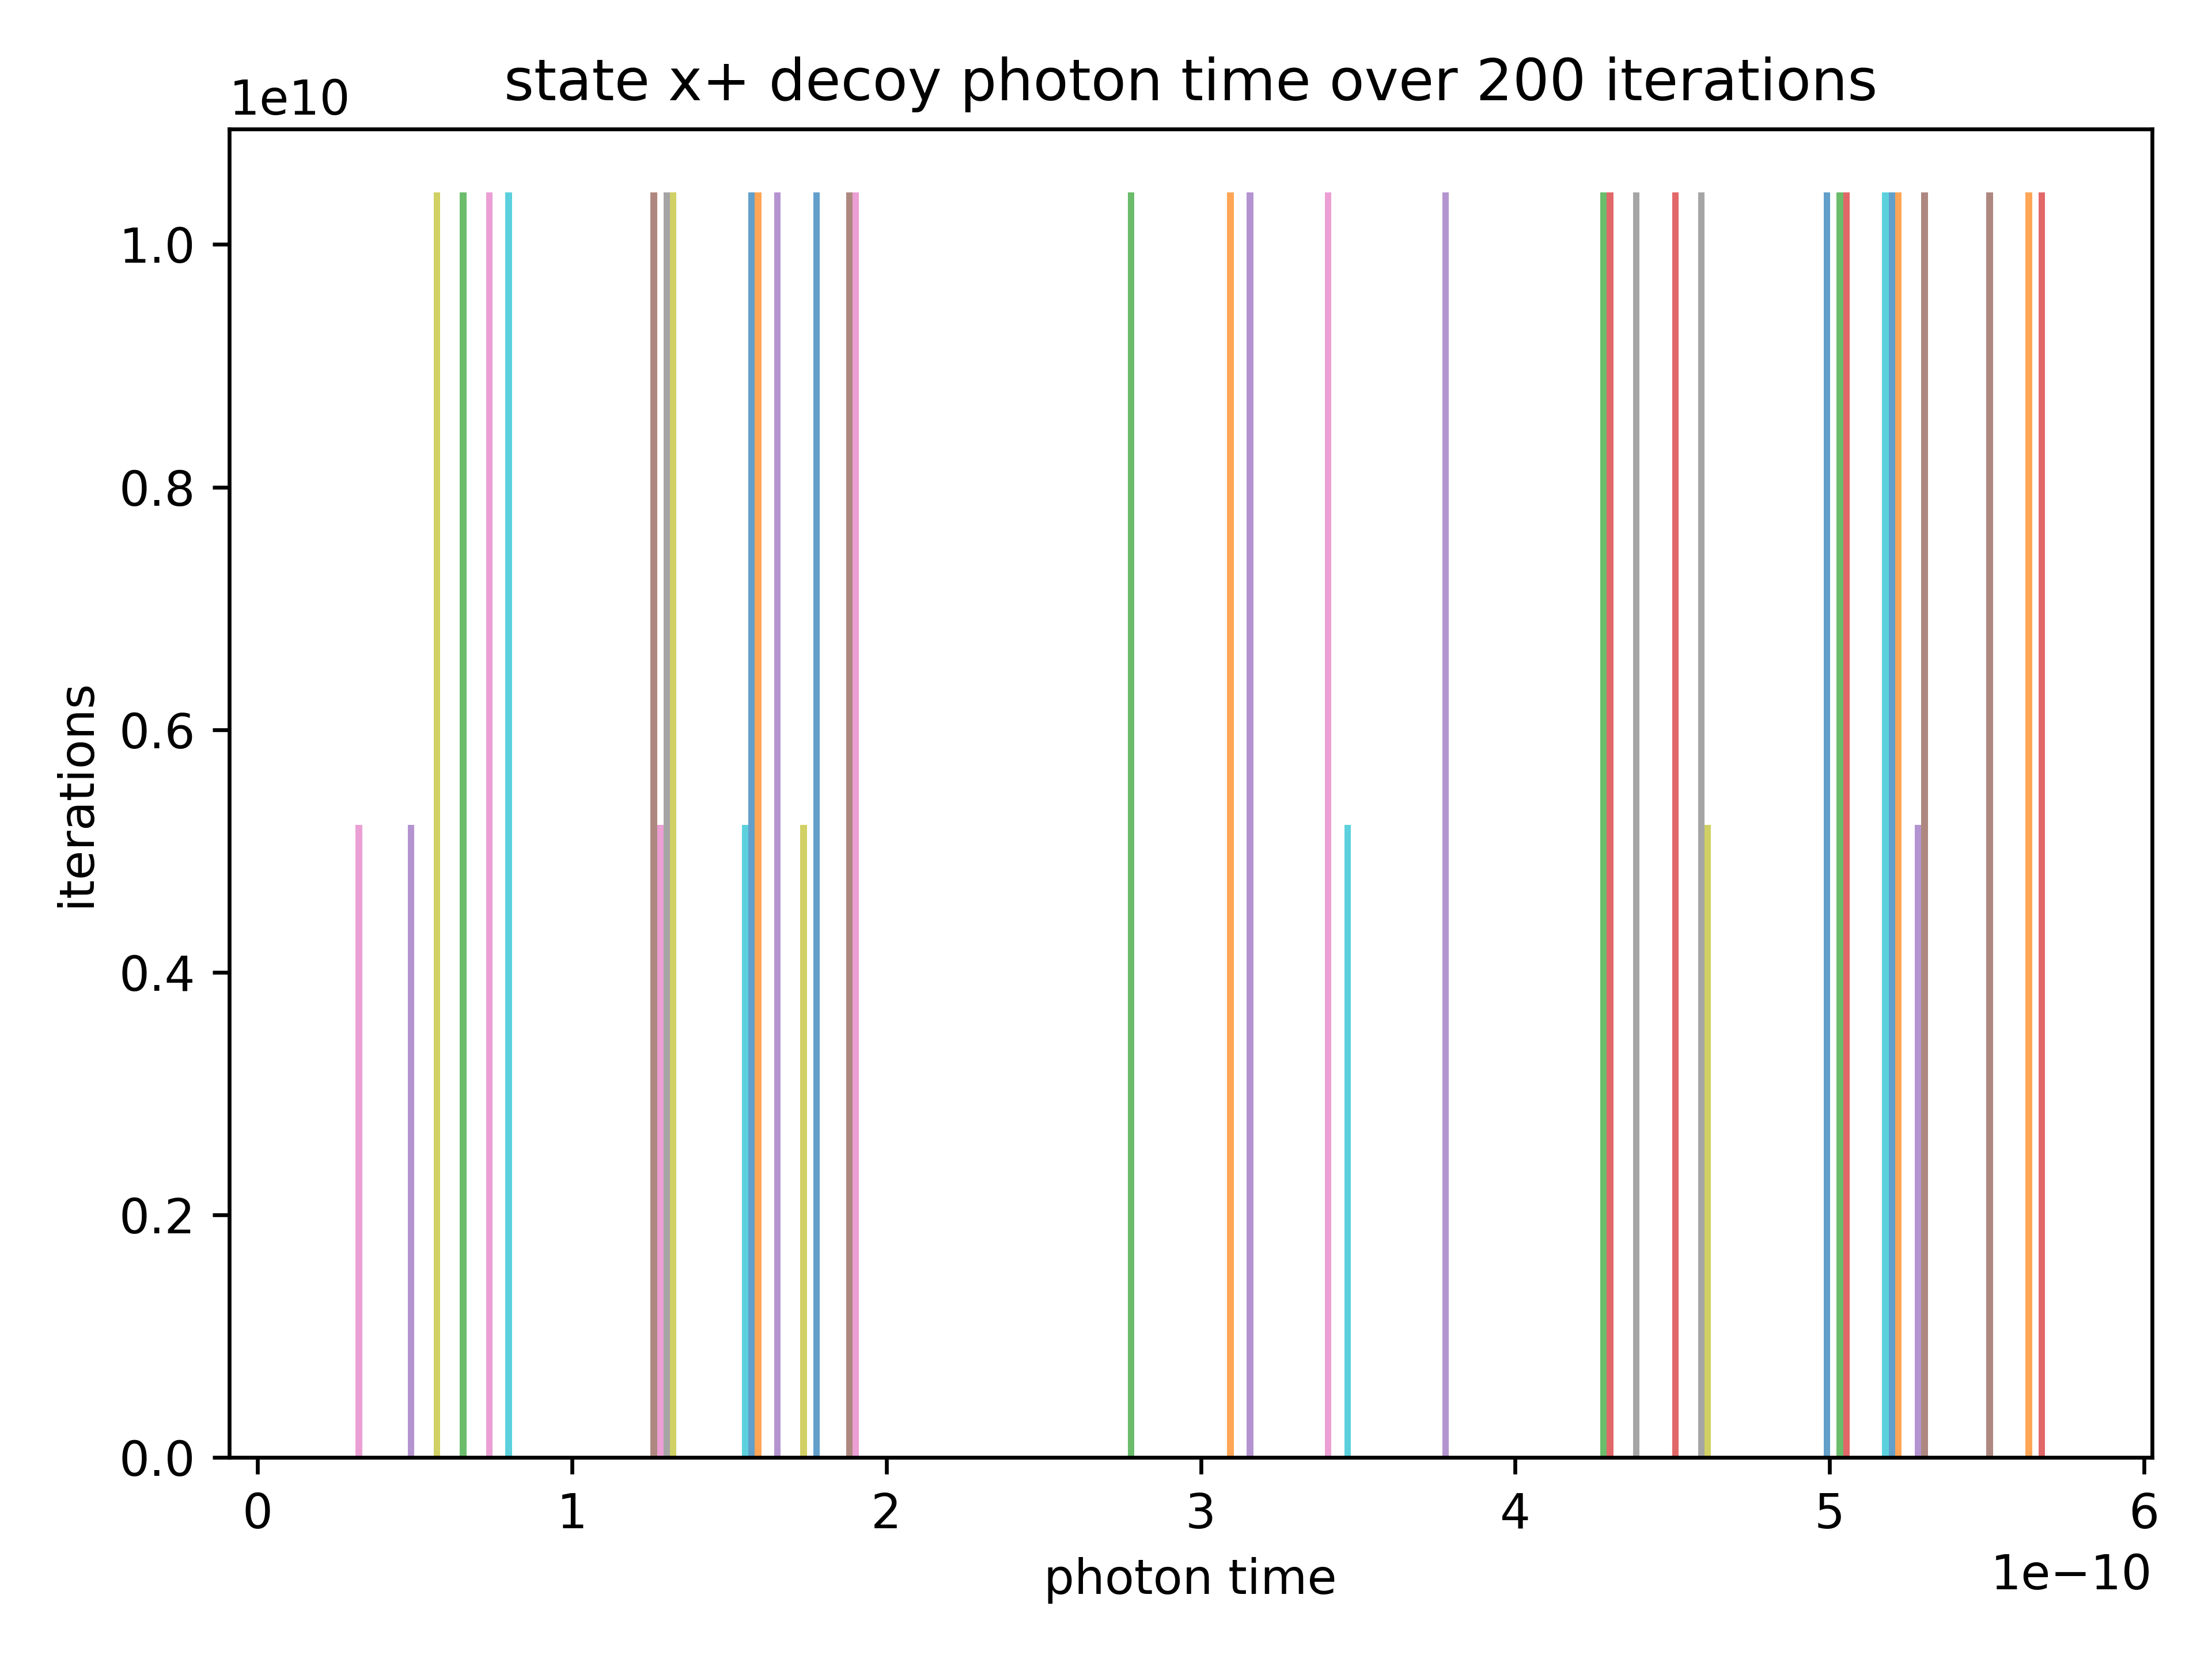 state x+ decoy photon time over 200 iterations
1e10
1.0
0.8
0.6
0.4
0.2
0.0
iterations
0 1 2 3 4 5 6
photon time
1e−10